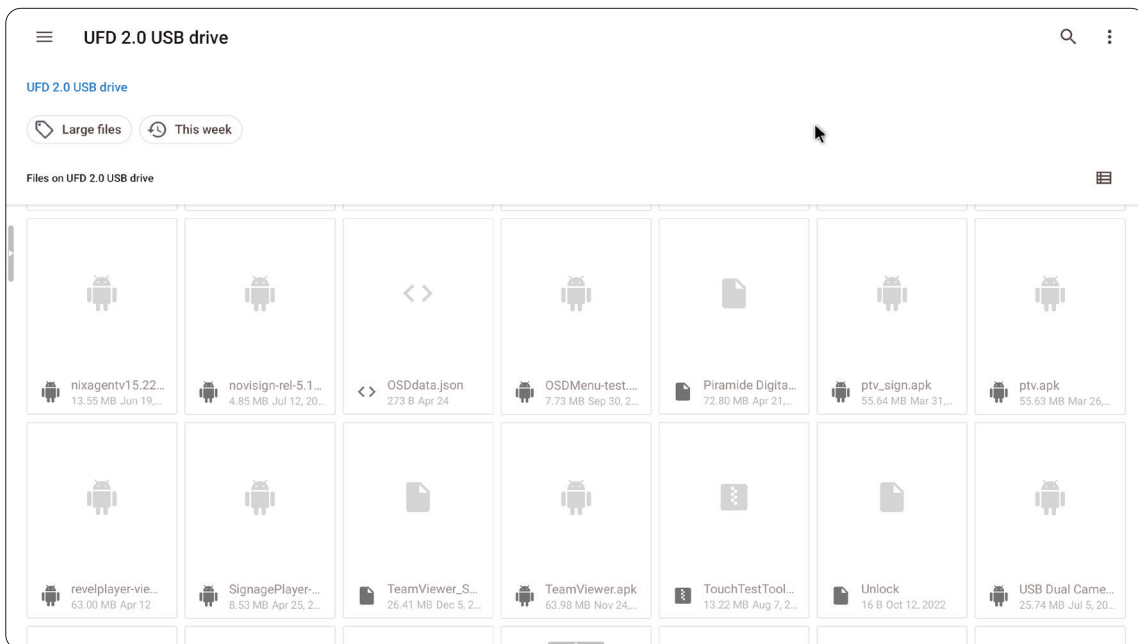 UFD 2.0 USB drive
UFD 2.0 USB drive
Large files
This week
Files on UFD 2.0 USB drive
nixagentv15.22...
13.55 MB Jun 19,...
novisign-rel-5.1...
4.85 MB Jul 12, 20...
OSDdata.json
273 B Apr 24
OSDMenu-test....
7.73 MB Sep 30, 2...
Piramide Digita...
72.80 MB Apr 21,...
ptv_sign.apk
55.64 MB Mar 31,...
ptv.apk
55.63 MB Mar 26,...
revelplayer-vie...
63.00 MB Apr 12
SignagePlayer-...
8.53 MB Apr 25, 2...
TeamViewer_S...
26.41 MB Dec 5, 2...
TeamViewer.apk
63.98 MB Nov 24,...
TouchTestTool...
13.22 MB Aug 7, 2...
Unlock
16 B Oct 12, 2022
USB Dual Came...
25.74 MB Jul 5, 20...